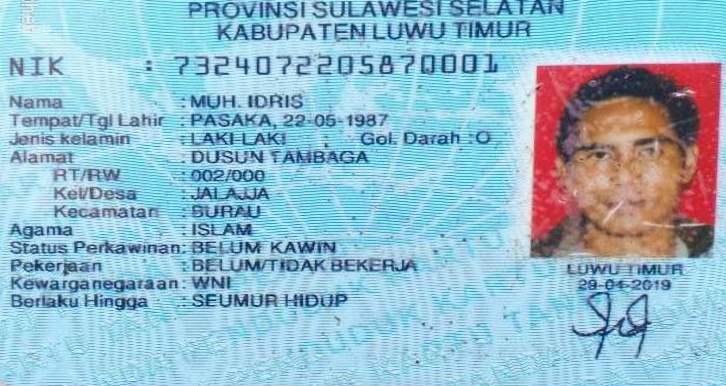 PROVINSI SULAWESI SELATAN
KABUPATEN LUWU TIMUR
NIK : 7324072205870001
Nama : MUH. IDRIS
Tempat/Tgl Lahir : PASAKA, 22-05-1987
Jenis kelamin : LAKI-LAKI Gol. Darah : O
Alamat : DUSUN TAMBAGA
RT/RW : 002/000
Kel/Desa : JALAJJA
Kecamatan : BURAU
Agama : ISLAM
Status Perkawinan: BELUM KAWIN
Pekerjaan : BELUM/TIDAK BEKERJA
Kewarganegaraan: WNI
Berlaku Hingga : SEUMUR HIDUP
LUWU TIMUR
29-04-2019